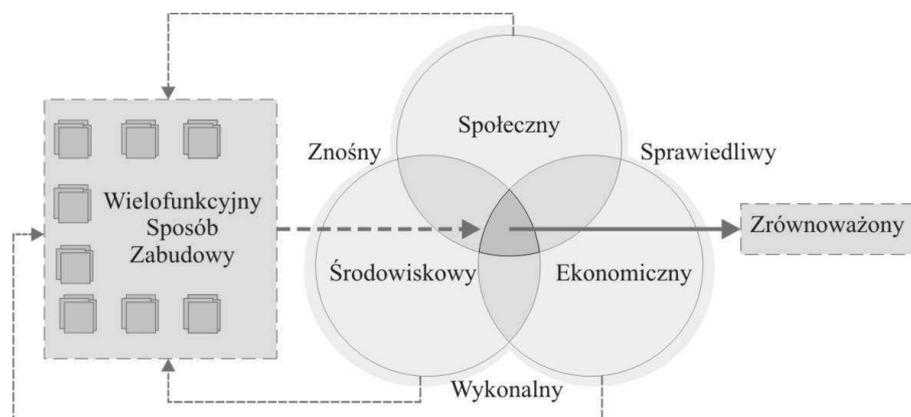 Społeczny
Znośny
Sprawiedliwy
Wielofunkcyjny
Sposób
Zabudowy
Zrównoważony
Środowiskowy
Ekonomiczny
Wykonalny